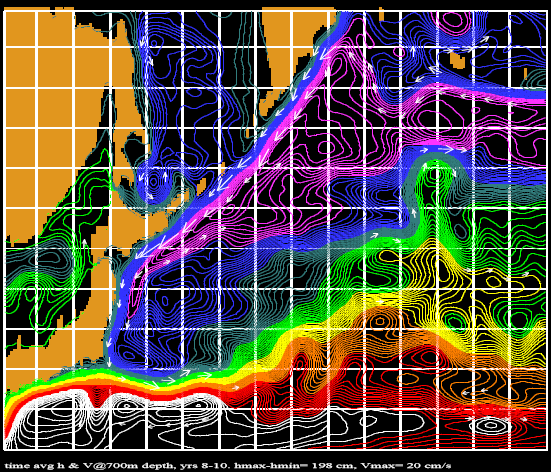 time avg h & V@700m depth, yrs 8-10. hmax-hmin= 198 cm, Vmax= 20 cm/s